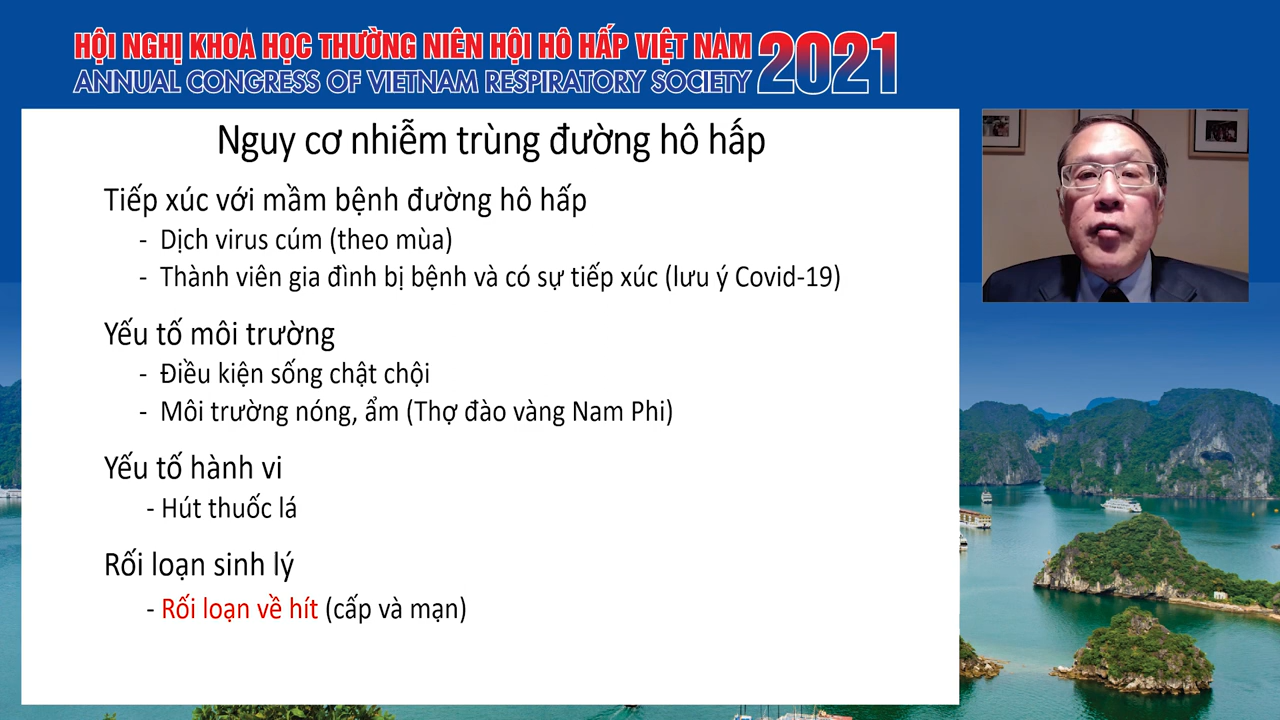 HỘI NGHỊ KHOA HỌC THƯỜNG NIÊN HỘI HÔ HẤP VIỆT NAM 2021
ANNUAL CONGRESS OF VIETNAM RESPIRATORY SOCIETY
Nguy cơ nhiễm trùng đường hô hấp
Tiếp xúc với mầm bệnh đường hô hấp
- Dịch virus cúm (theo mùa)
- Thành viên gia đình bị bệnh và có sự tiếp xúc (lưu ý Covid-19)
Yếu tố môi trường
- Điều kiện sống chật chội
- Môi trường nóng, ẩm (Thợ đào vàng Nam Phi)
Yếu tố hành vi
- Hút thuốc lá
Rối loạn sinh lý
- Rối loạn về hít (cấp và mạn)